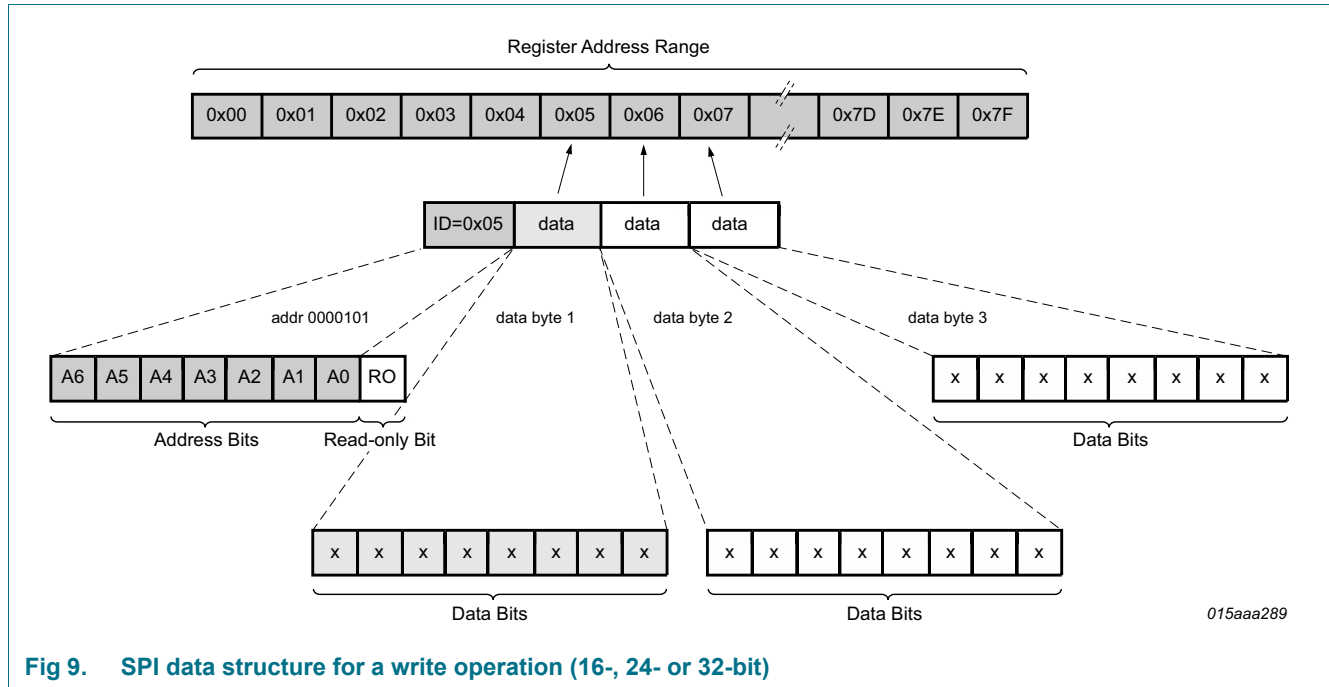 Register Address Range
0x00 0x01 0x02 0x03 0x04 0x05 0x06 0x07 0x7D 0x7E 0x7F
ID=0x05 data data data
addr 0000101 data byte 1 data byte 2 data byte 3
A6 A5 A4 A3 A2 A1 A0 RO x x x x x x x x
Address Bits Read-only Bit Data Bits
x x x x x x x x x x x x x x x x
Data Bits Data Bits 015aaa289
Fig 9. SPI data structure for a write operation (16-, 24- or 32-bit)